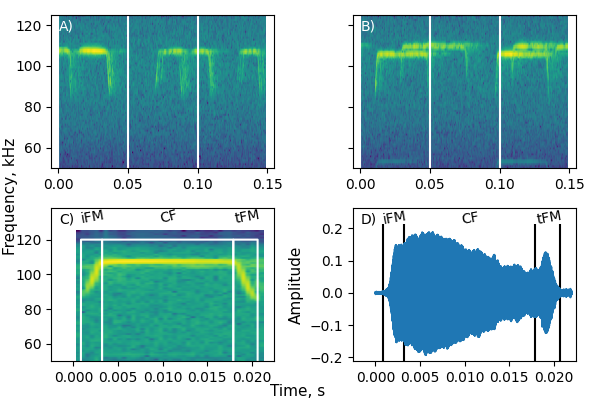 A)
B)
120
100
80
60
0.00 0.05 0.10 0.15
0.00 0.05 0.10 0.15
Frequency, kHz
C) iFM CF tFM
D) iFM CF tFM
120
100
80
60
0.000 0.005 0.010 0.015 0.020
Amplitude
0.2
0.1
0.0
−0.1
−0.2
0.000 0.005 0.010 0.015 0.020
Time, s